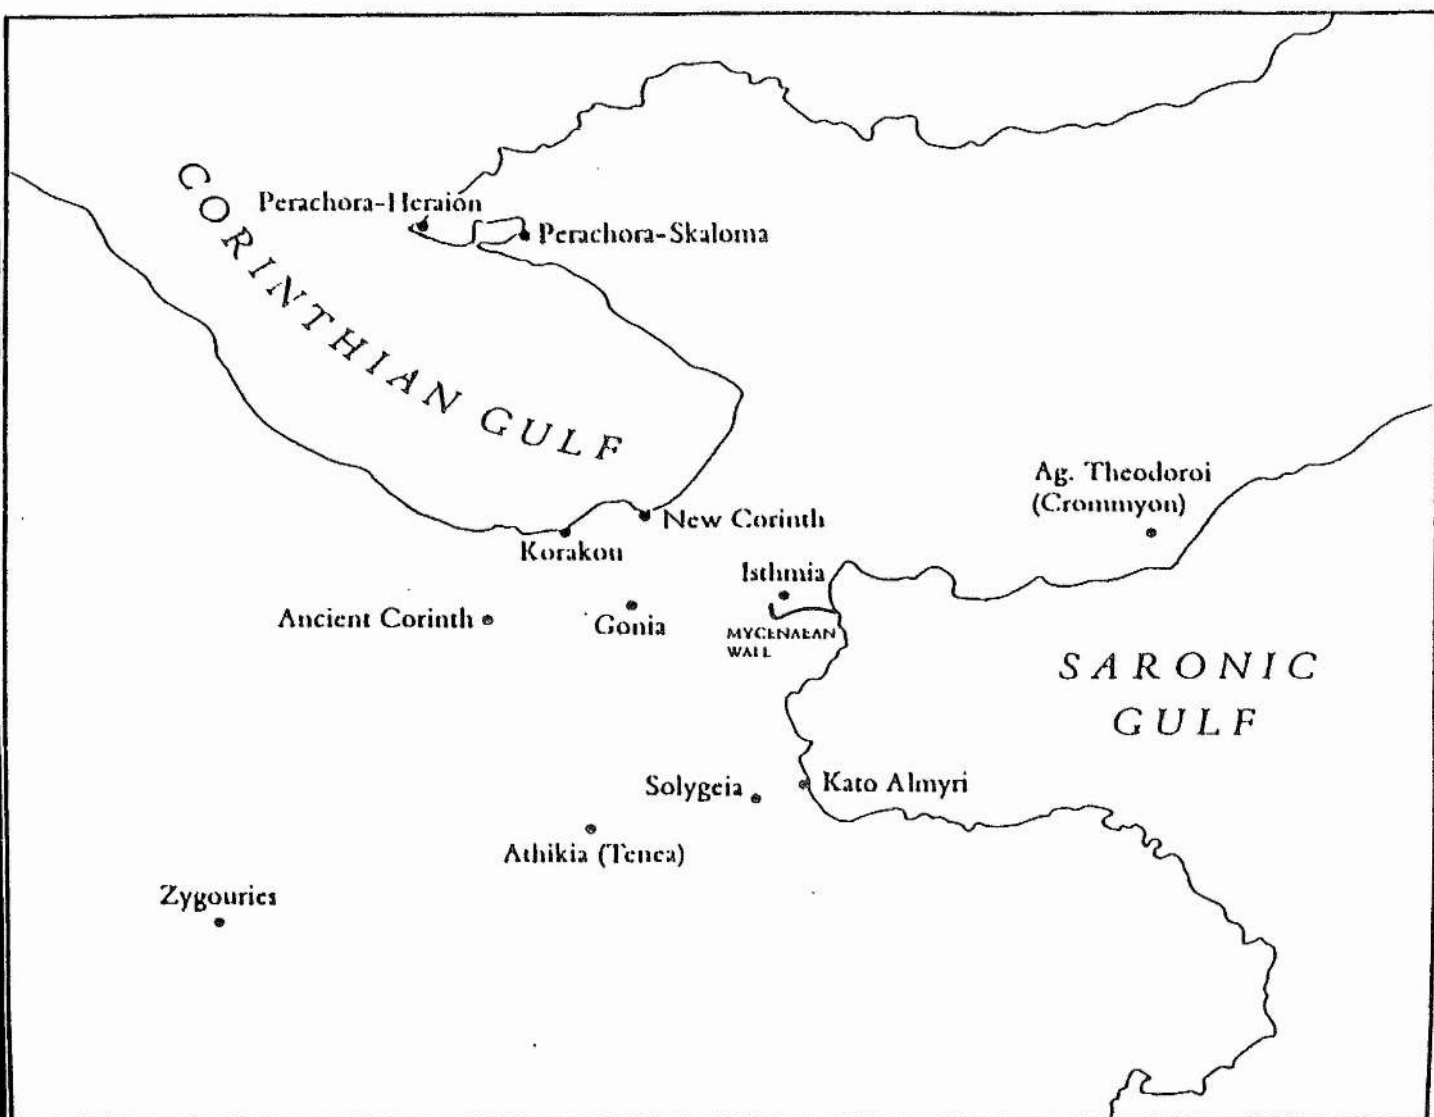 CORINTHIAN GULF
Perachora-Heraion
Perachora-Skaloma
Ag. Theodoroi
(Crommyon)
New Corinth
Korakou
Isthmia
Ancient Corinth
Gonia
MYCENAEAN
WALL
SARONIC
GULF
Solygeia
Kato Almyri
Athikia (Tenea)
Zygouries